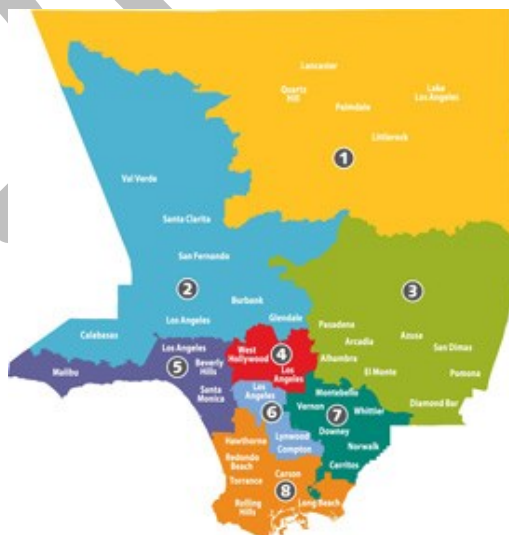 Lancaster
Quartz
Hill
Lake
Los Angeles
Palmdale
Littlerock
1
Val Verde
Santa Clarita
San Fernando
2
3
Burbank
Glendale
Los Angeles
Calabasas
Pasadena
Arcadia
Azusa
San Dimas
Alhambra
El Monte
Pomona
Diamond Bar
Los Angeles
5
Beverly
Hills
Malibu
Santa
Monica
West
Hollywood
4
Los
Angeles
Los
Angeles
6
Lynwood
Compton
Montebello
Vernon
7
Whittier
Downey
Norwalk
Cerritos
Hawthorne
Redondo
Beach
Torrance
Carson
8
Rolling
Hills
Long Beach